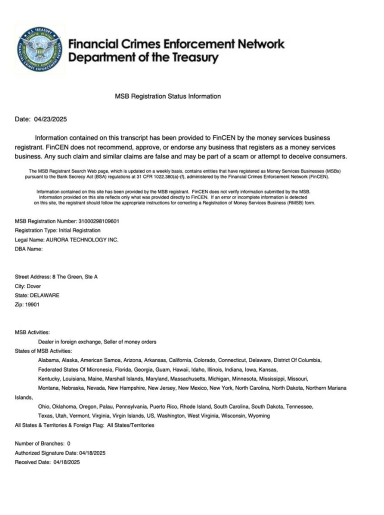 Financial Crimes Enforcement Network
Department of the Treasury
MSB Registration Status Information
Date: 04/23/2025
Information contained on this transcript has been provided to FinCEN by the money services business
registrant. FinCEN does not recommend, approve, or endorse any business that registers as a money services
business. Any such claim and similar claims are false and may be part of a scam or attempt to deceive consumers.
The MSB Registrant Search Web page, which is updated on a weekly basis, contains entities that have registered as Money Services Businesses (MSBs)
pursuant to the Bank Secrecy Act (BSA) regulations at 31 CFR 1022.380(a)-(f), administered by the Financial Crimes Enforcement Network (FinCEN).
Information contained on this site has been provided by the MSB registrant. FinCEN does not verify information submitted by the MSB.
Information provided on this site reflects only what was provided directly to FinCEN. If an error or incomplete information is detected
on this site, the registrant should follow the appropriate instructions for correcting a Registration of Money Services Business (RMSB) form.
MSB Registration Number: 31000298109801
Registration Type: Initial Registration
Legal Name: AURORA TECHNOLOGY INC.
DBA Name:
Street Address: 8 The Green, Ste A
City: Dover
State: DELAWARE
Zip: 19901
MSB Activities:
Dealer in foreign exchange, Seller of money orders
States of MSB Activities:
Alabama, Alaska, American Samoa, Arizona, Arkansas, California, Colorado, Connecticut, Delaware, District Of Columbia,
Federated States Of Micronesia, Florida, Georgia, Guam, Hawaii, Idaho, Illinois, Indiana, Iowa, Kansas,
Kentucky, Louisiana, Maine, Marshall Islands, Maryland, Massachusetts, Michigan, Minnesota, Mississippi, Missouri,
Montana, Nebraska, Nevada, New Hampshire, New Jersey, New Mexico, New York, North Carolina, North Dakota, Northern Mariana
Islands,
Ohio, Oklahoma, Oregon, Palau, Pennsylvania, Puerto Rico, Rhode Island, South Carolina, South Dakota, Tennessee,
Texas, Utah, Vermont, Virginia, Virgin Islands, US, Washington, West Virginia, Wisconsin, Wyoming
All States & Territories & Foreign Flag: All States/Territories
Number of Branches: 0
Authorized Signature Date: 04/18/2025
Received Date: 04/18/2025